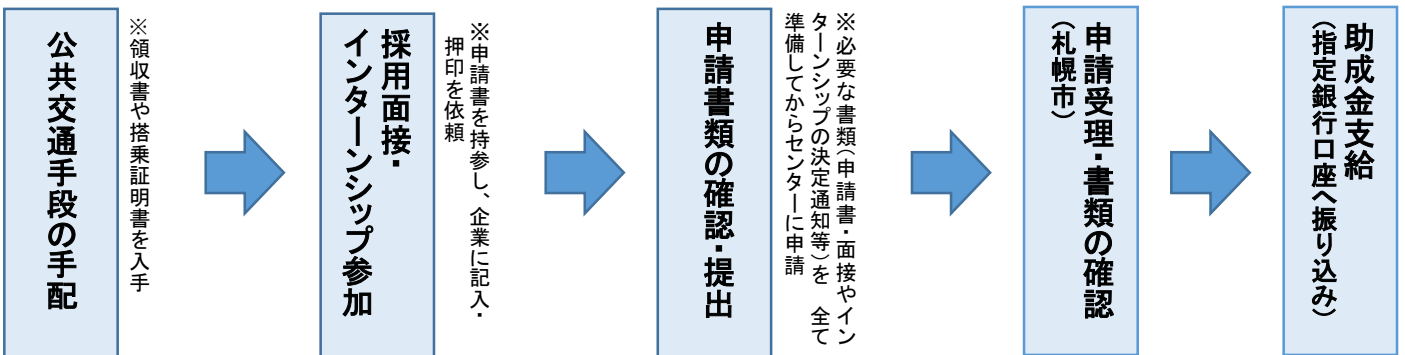 公共交通手段の手配
※領収書や搭乗証明書を入手
採用面接・
インターンシップ参加
※申請書を持参し、企業に記入・
押印を依頼
申請書類の確認・提出
※必要な書類（申請書・面接やイン
ターンシップの決定通知等）を　全て
準備してからセンターに申請
申請受理・書類の確認
（札幌市）
助成金支給
（指定銀行口座へ振り込み）